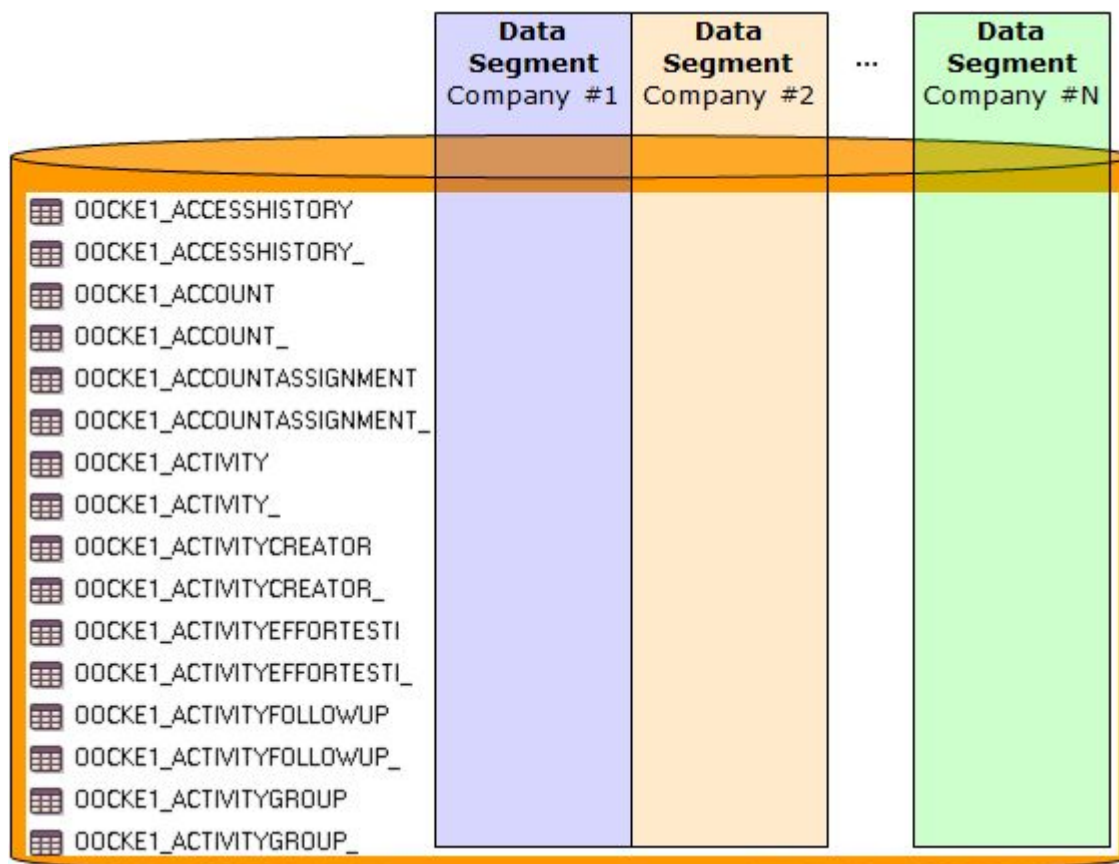 Data
Segment
Company #1
Data
Segment
Company #2
...
Data
Segment
Company #N
OOCKE1_ACCESSHISTORY
OOCKE1_ACCESSHISTORY_
OOCKE1_ACCOUNT
OOCKE1_ACCOUNT_
OOCKE1_ACCOUNTASSIGNMENT
OOCKE1_ACCOUNTASSIGNMENT_
OOCKE1_ACTIVITY
OOCKE1_ACTIVITY_
OOCKE1_ACTIVITYCREATOR
OOCKE1_ACTIVITYCREATOR_
OOCKE1_ACTIVITYEFFORTESTI
OOCKE1_ACTIVITYEFFORTESTI_
OOCKE1_ACTIVITYFOLLOWUP
OOCKE1_ACTIVITYFOLLOWUP_
OOCKE1_ACTIVITYGROUP
OOCKE1_ACTIVITYGROUP_